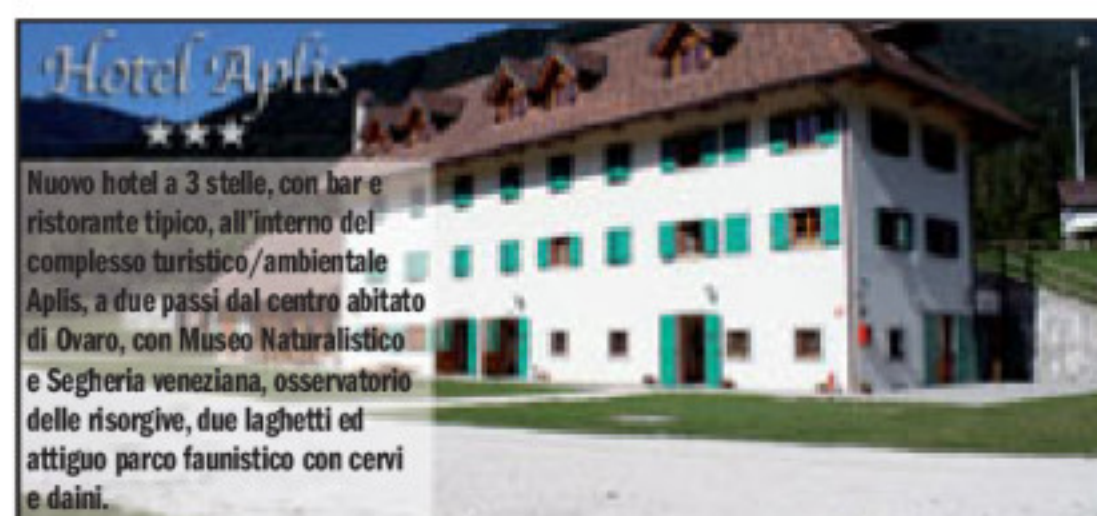 Hotel Aplis
★★★
Nuovo hotel a 3 stelle, con bar e
ristorante tipico, all'interno del
complesso turistico/ambientale
Aplis, a due passi dal centro abitato
di Ovaro, con Museo Naturalistico
e Segheria veneziana, osservatorio
delle risorgive, due laghetti ed
attiguo parco faunistico con cervi
e daini.